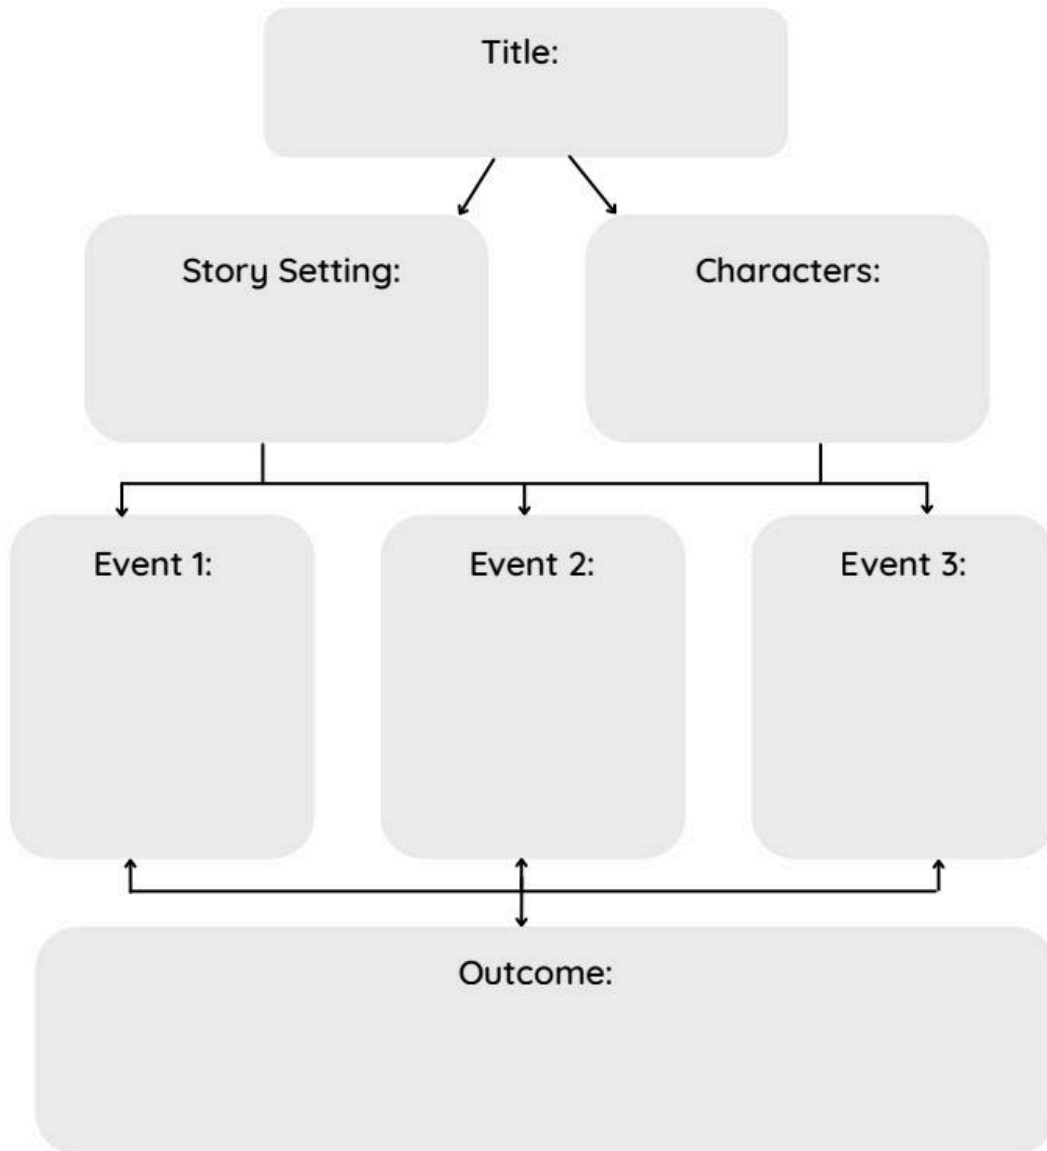 Title:
Story Setting:
Characters:
Event 1:
Event 2:
Event 3:
Outcome: